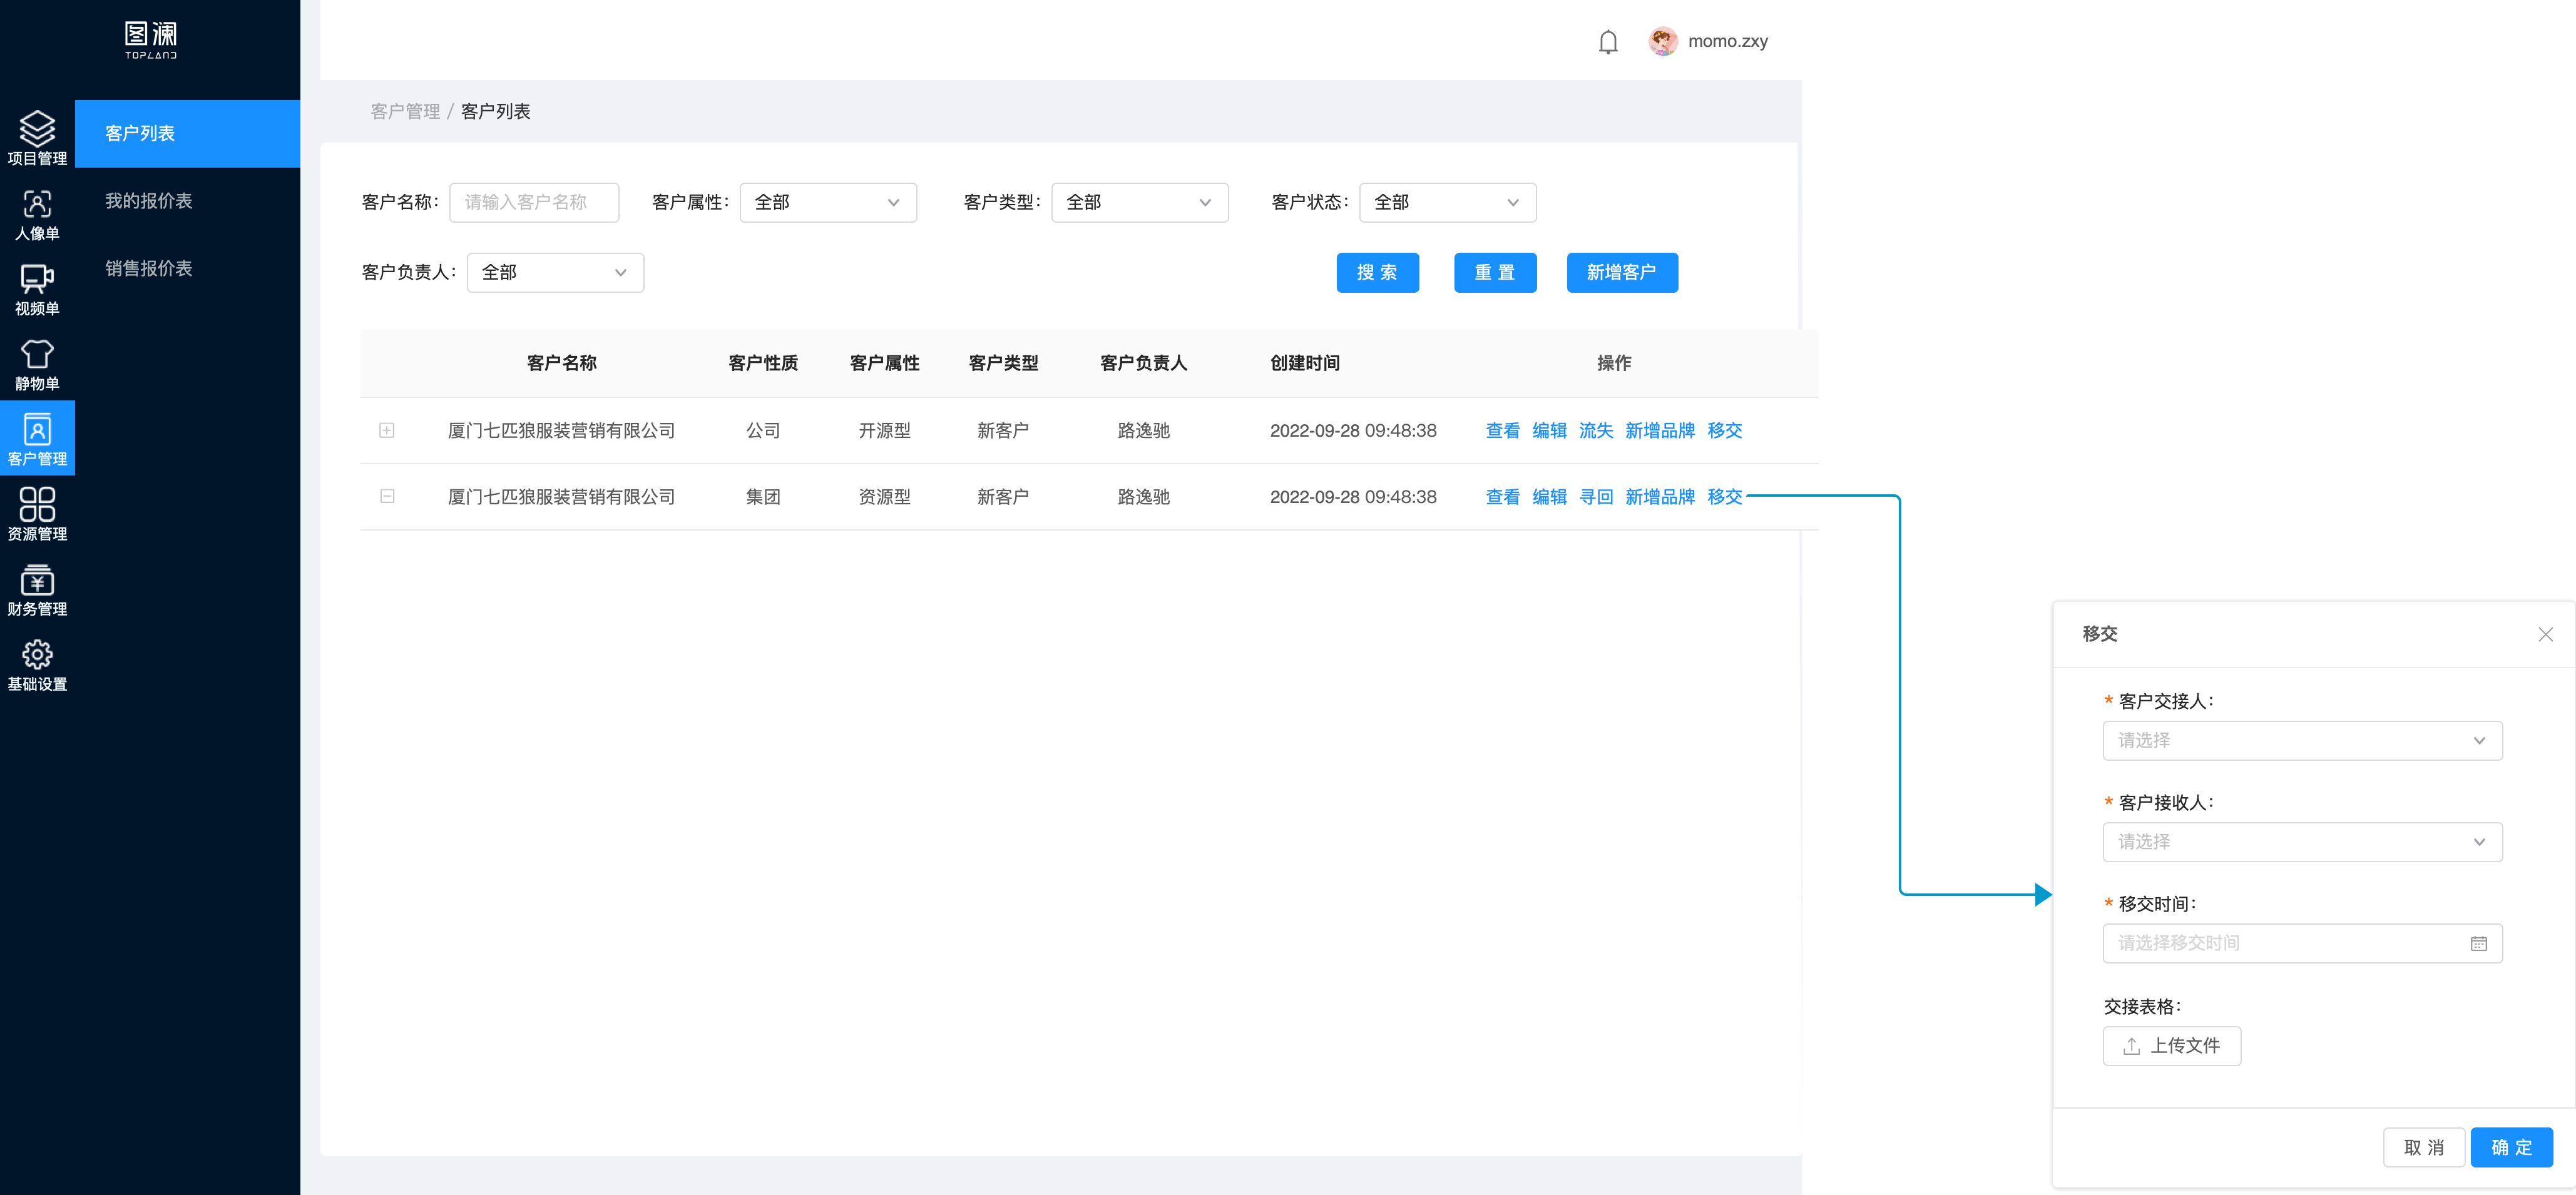 图澜
TOPLAND
momo.zxy
项目管理
人像单
视频单
静物单
客户管理
资源管理
财务管理
基础设置
客户列表
我的报价表
销售报价表
客户管理 / 客户列表
客户名称： 请输入客户名称 客户属性： 全部 客户类型： 全部 客户状态： 全部
客户负责人： 全部 搜 索 重 置 新增客户
客户名称 客户性质 客户属性 客户类型 客户负责人 创建时间 操作
厦门七匹狼服装营销有限公司 公司 开源型 新客户 路逸驰 2022-09-28 09:48:38 查看 编辑 流失 新增品牌 移交
厦门七匹狼服装营销有限公司 集团 资源型 新客户 路逸驰 2022-09-28 09:48:38 查看 编辑 寻回 新增品牌 移交
移交
* 客户交接人：
请选择
* 客户接收人：
请选择
* 移交时间：
请选择移交时间
交接表格：
上传文件
取 消 确 定